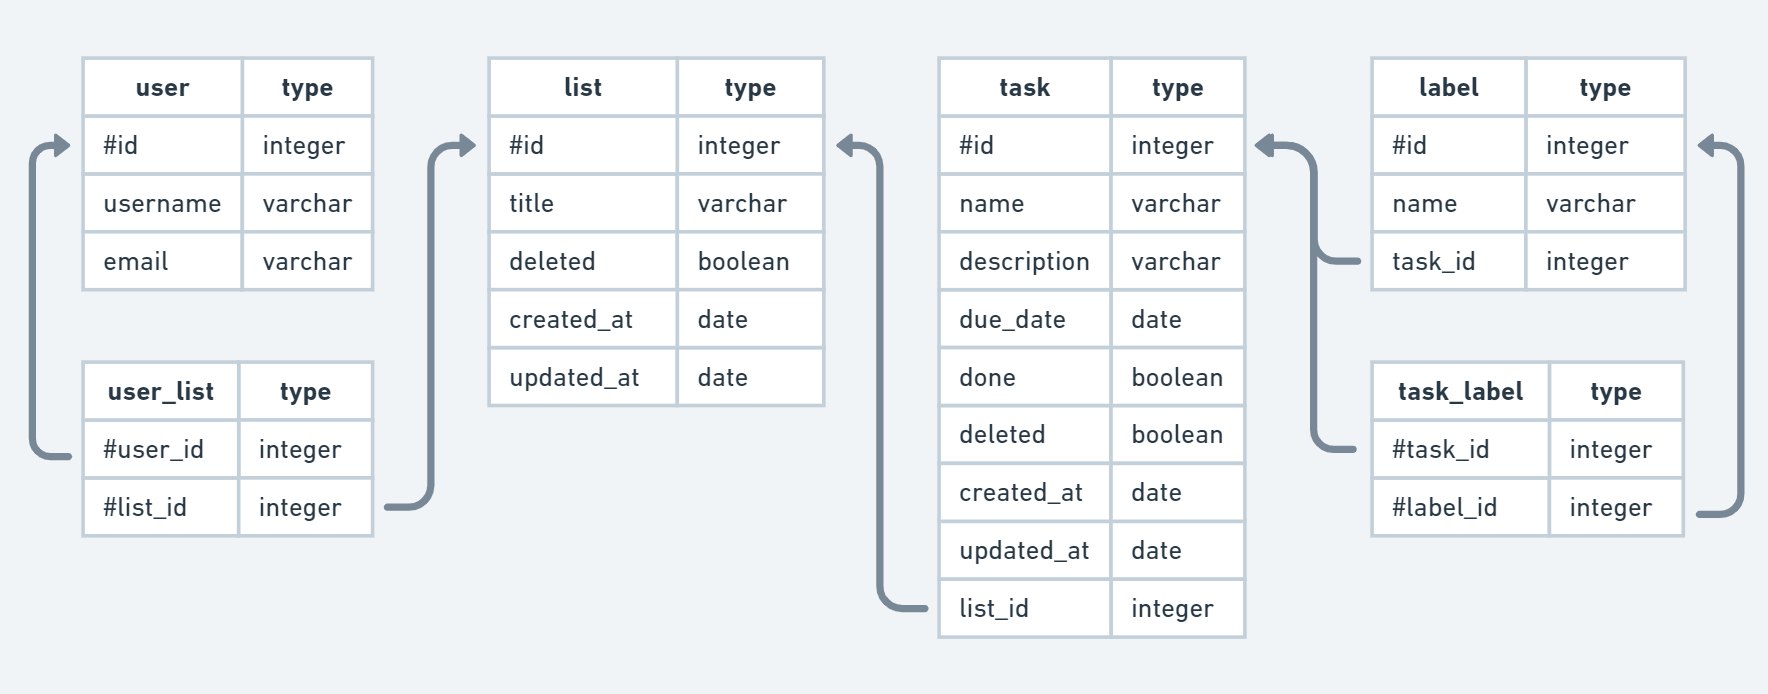 user type
#id integer
username varchar
email varchar
user_list type
#user_id integer
#list_id integer
list type
#id integer
title varchar
deleted boolean
created_at date
updated_at date
task type
#id integer
name varchar
description varchar
due_date date
done boolean
deleted boolean
created_at date
updated_at date
list_id integer
label type
#id integer
name varchar
task_id integer
task_label type
#task_id integer
#label_id integer